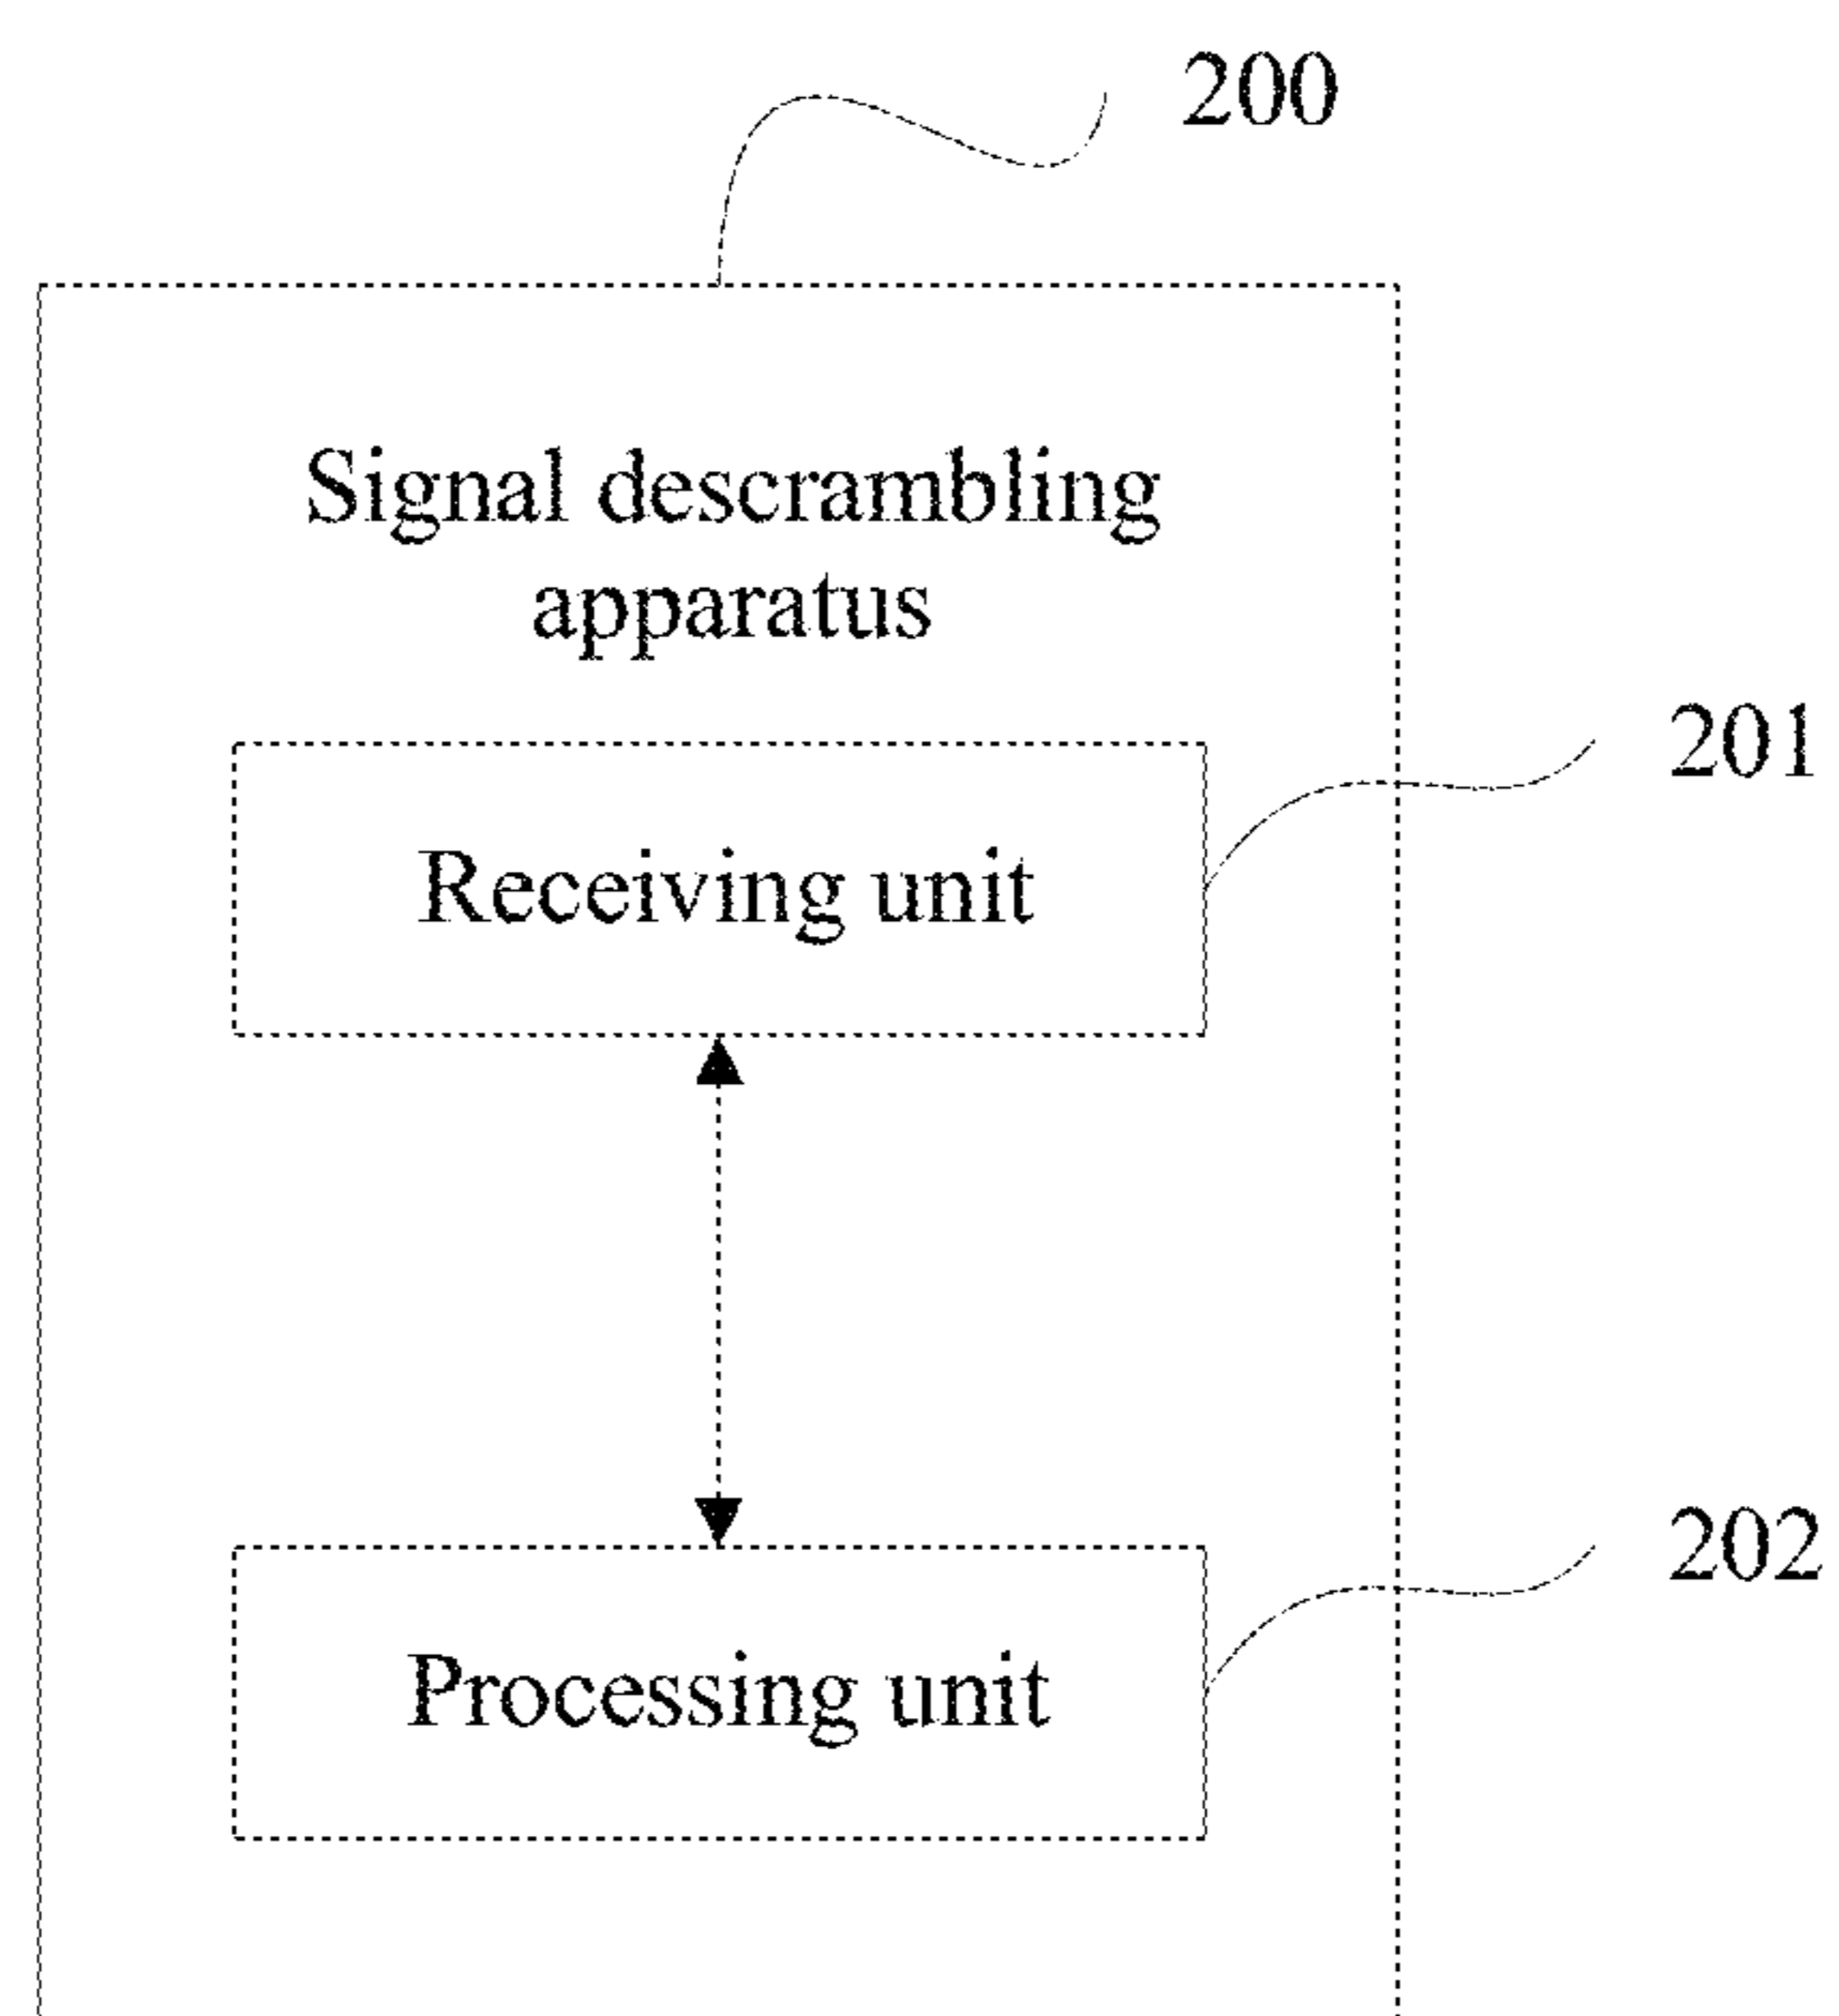 200
Signal descrambling
apparatus
201
Receiving unit
202
Processing unit